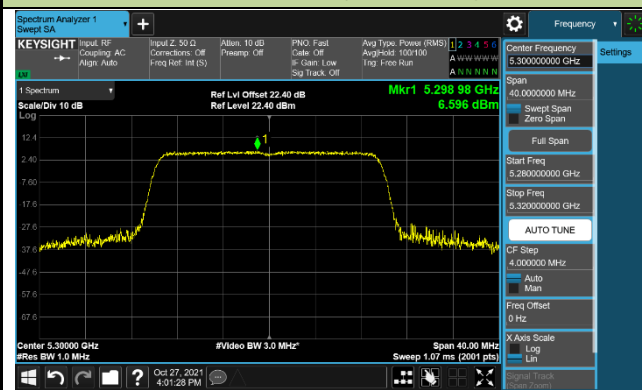 Spectrum Analyzer 1
Swept SA
Frequency
KEYSIGHT
Input: RF
Coupling: AC
Align: Auto
Input Z: 50 Ω
Corrections: Off
Freq Ref: Int (S)
Atten: 10 dB
Preamp: Off
PNO: Fast
Gate: Off
IF Gain: Low
Sig Track: Off
Avg Type: Power (RMS)
Avg|Hold: 100/100
Trig: Free Run
1 2 3 4 5 6
A W W W W W
A N N N N N
LM
1 Spectrum
Scale/Div 10 dB
Log
Ref Lvl Offset 22.40 dB
Ref Level 22.40 dBm
Mkr1 5.298 98 GHz
6.596 dBm
1
12.4
2.40
-7.60
-17.6
-27.6
-37.6
-47.6
-57.6
-67.6
Center 5.30000 GHz
#Res BW 1.0 MHz
#Video BW 3.0 MHz*
Span 40.00 MHz
Sweep 1.07 ms (2001 pts)
Oct 27, 2021
4:01:28 PM
Center Frequency
5.300000000 GHz
Settings
Span
40.0000000 MHz
Swept Span
Zero Span
Full Span
Start Freq
5.280000000 GHz
Stop Freq
5.320000000 GHz
AUTO TUNE
CF Step
4.000000 MHz
Auto
Man
Freq Offset
0 Hz
X Axis Scale
Log
Lin
Signal Track
(Span Zoom)